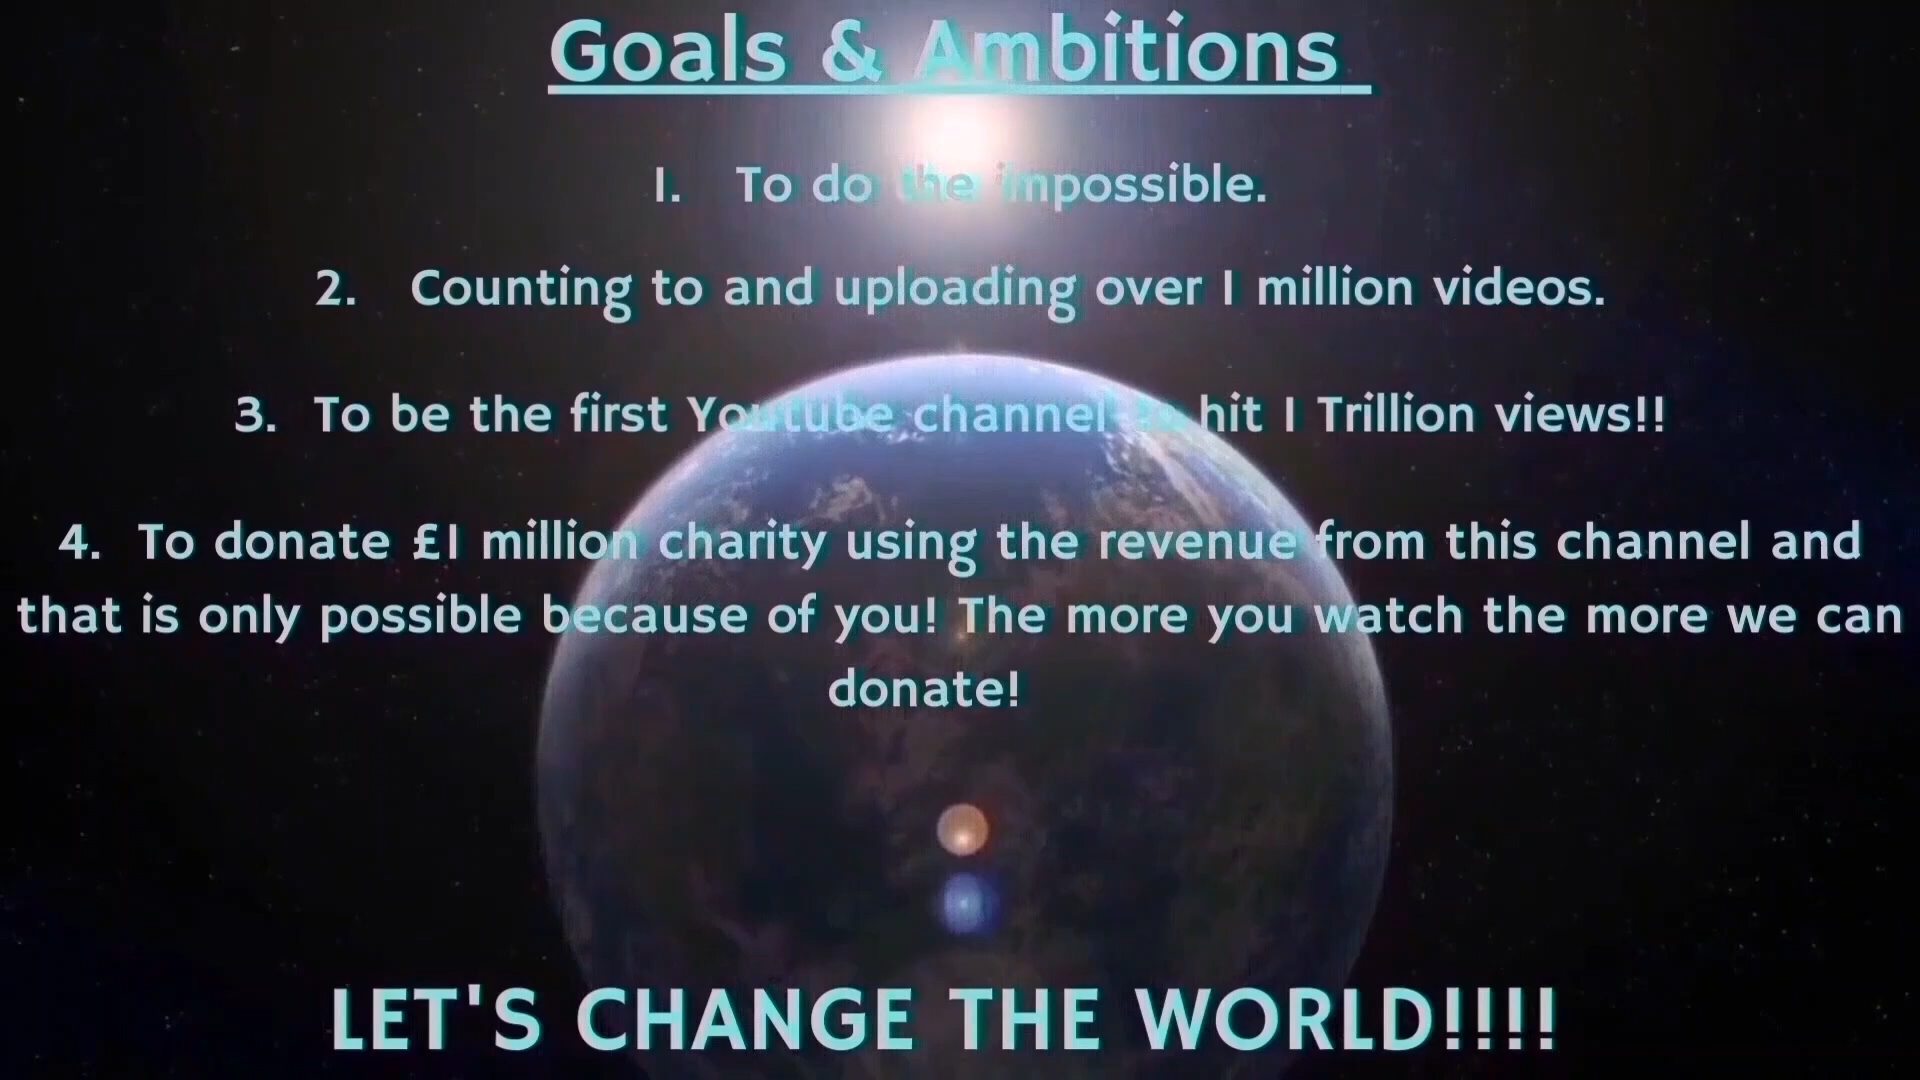 Goals & Ambitions
1. To do the impossible.
2. Counting to and uploading over 1 million videos.
3. To be the first Youtube channel to hit 1 Trillion views!!
4. To donate £1 million charity using the revenue from this channel and
that is only possible because of you! The more you watch the more we can
donate!
LET'S CHANGE THE WORLD!!!!